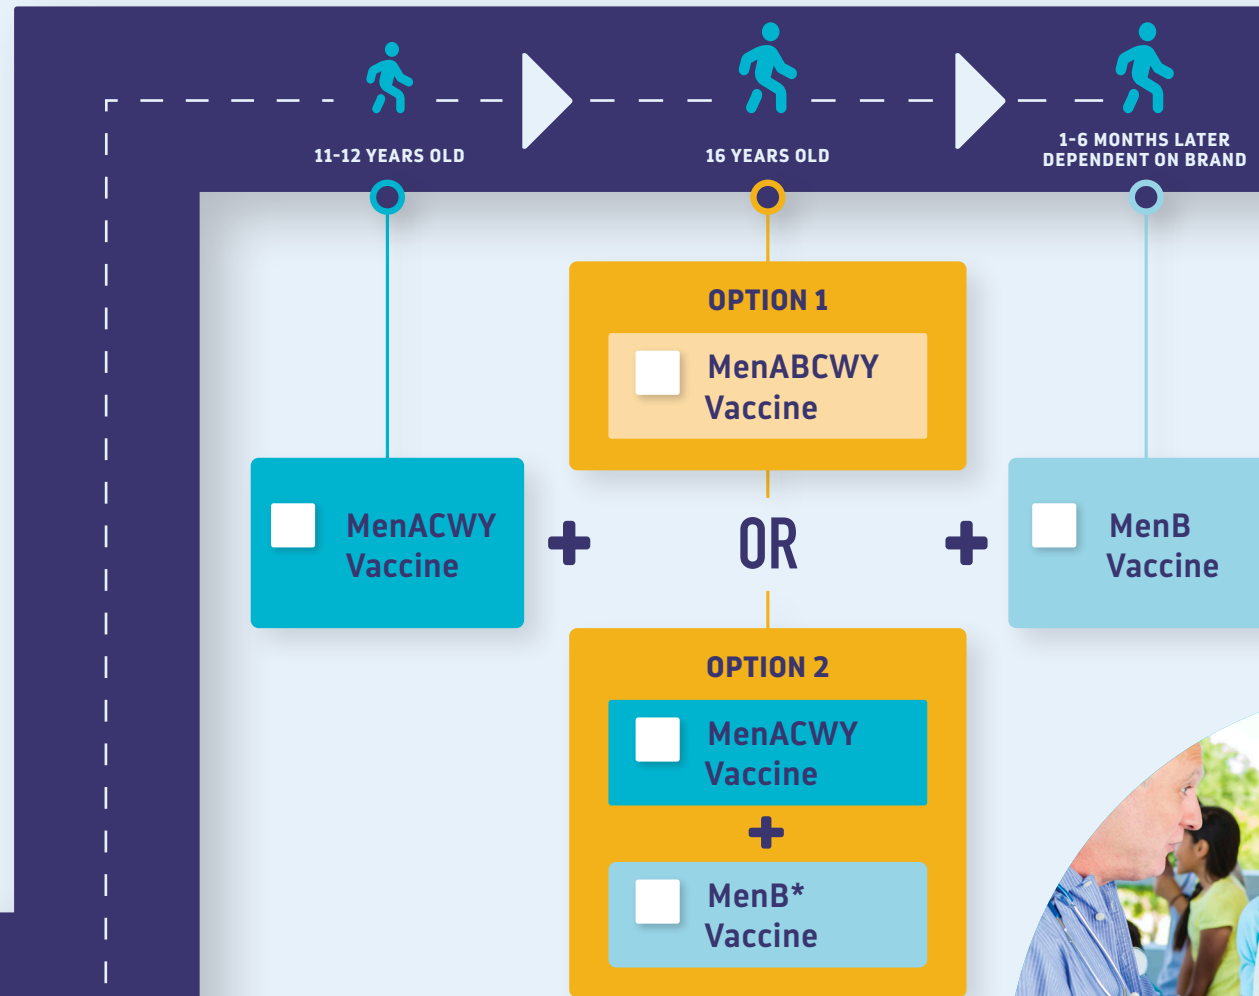 11-12 YEARS OLD
16 YEARS OLD
1-6 MONTHS LATER
DEPENDENT ON BRAND
MenACWY
Vaccine
+
OPTION 1
MenABCWY
Vaccine
OR
OPTION 2
MenACWY
Vaccine
+
MenB*
Vaccine
+
MenB
Vaccine